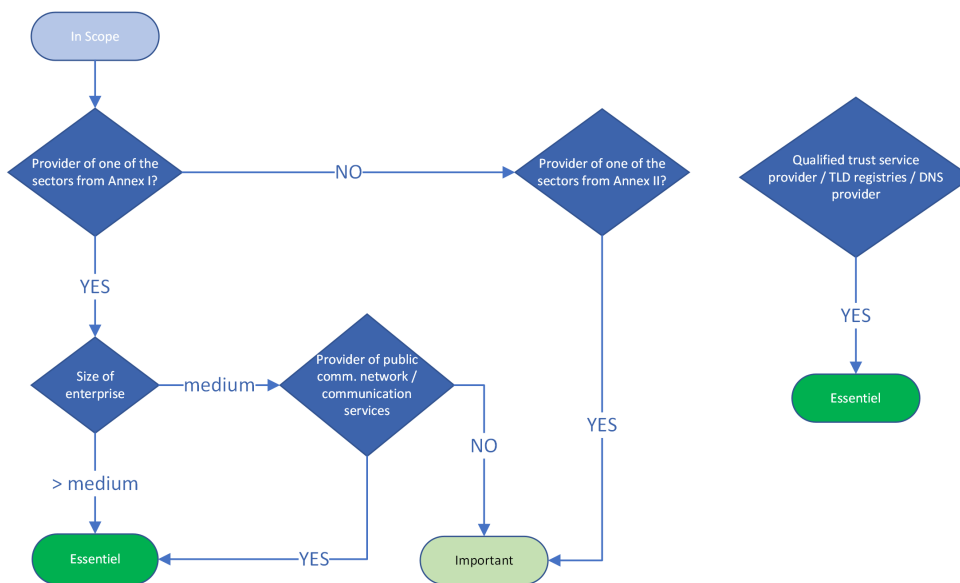 In Scope
Provider of one of the
sectors from Annex I?
NO
Provider of one of the
sectors from Annex II?
Qualified trust service
provider / TLD registries / DNS
provider
YES
YES
Size of
enterprise
medium
Provider of public
comm. network /
communication
services
Essentiel
YES
NO
> medium
Essentiel
YES
Important